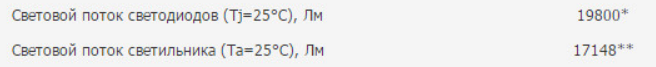 Световой поток светодиодов (Tj=25°C), Лм 19800*
Световой поток светильника (Ta=25°C), Лм 17148**